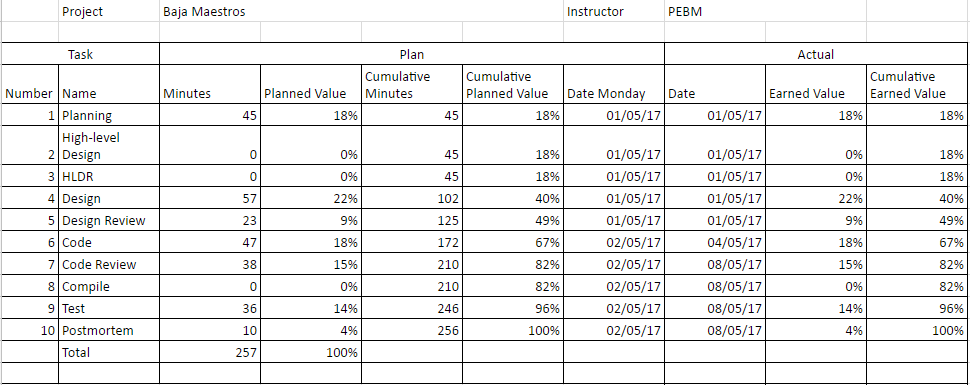 Project Baja Maestros Instructor PEBM
Task Plan Actual
Number Name Minutes Planned Value Cumulative Minutes Cumulative Planned Value Date Monday Date Earned Value Cumulative Earned Value
1 Planning 45 18% 45 18% 01/05/17 01/05/17 18% 18%
2 High-level Design 0 0% 45 18% 01/05/17 01/05/17 0% 18%
3 HLDR 0 0% 45 18% 01/05/17 01/05/17 0% 18%
4 Design 57 22% 102 40% 01/05/17 01/05/17 22% 40%
5 Design Review 23 9% 125 49% 01/05/17 01/05/17 9% 49%
6 Code 47 18% 172 67% 02/05/17 04/05/17 18% 67%
7 Code Review 38 15% 210 82% 02/05/17 08/05/17 15% 82%
8 Compile 0 0% 210 82% 02/05/17 08/05/17 0% 82%
9 Test 36 14% 246 96% 02/05/17 08/05/17 14% 96%
10 Postmortem 10 4% 256 100% 02/05/17 08/05/17 4% 100%
Total 257 100%